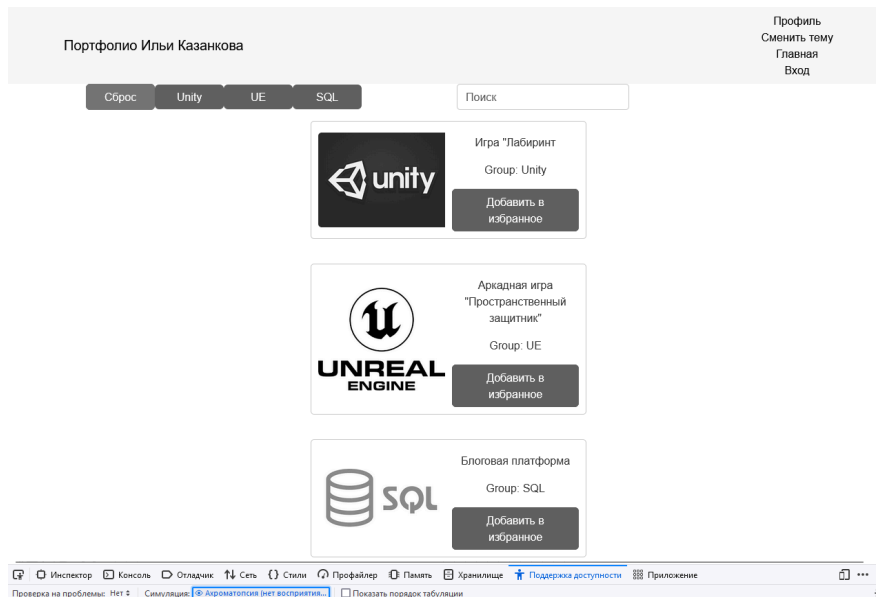 Профиль
Портфолио Ильи Казанкова
Сменить тему
Главная
Вход
Сброс Unity UE SQL Поиск
Игра "Лабиринт
Group: Unity
unity
Добавить в
избранное
Аркадная игра
"Пространственный
защитник"
Group: UE
UNREAL
ENGINE
Добавить в
избранное
Блоговая платформа
Group: SQL
SQL
Добавить в
избранное
Инспектор Консоль Отладчик Сеть Стили Профайлер Память Хранилище Поддержка доступности Приложение
Проверка на проблемы: Нет Симуляция: Ахроматопсия (нет восприятия... Показать порядок табуляции